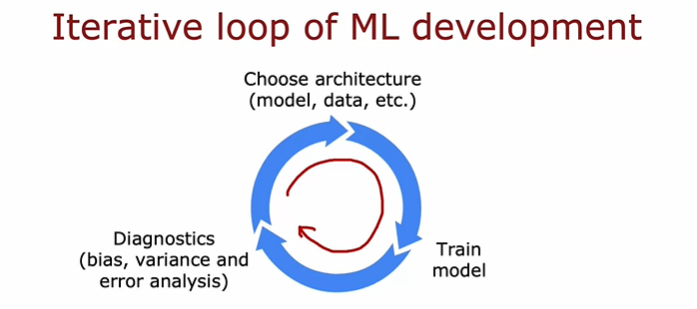 Iterative loop of ML development
Choose architecture
(model, data, etc.)
Train
model
Diagnostics
(bias, variance and
error analysis)